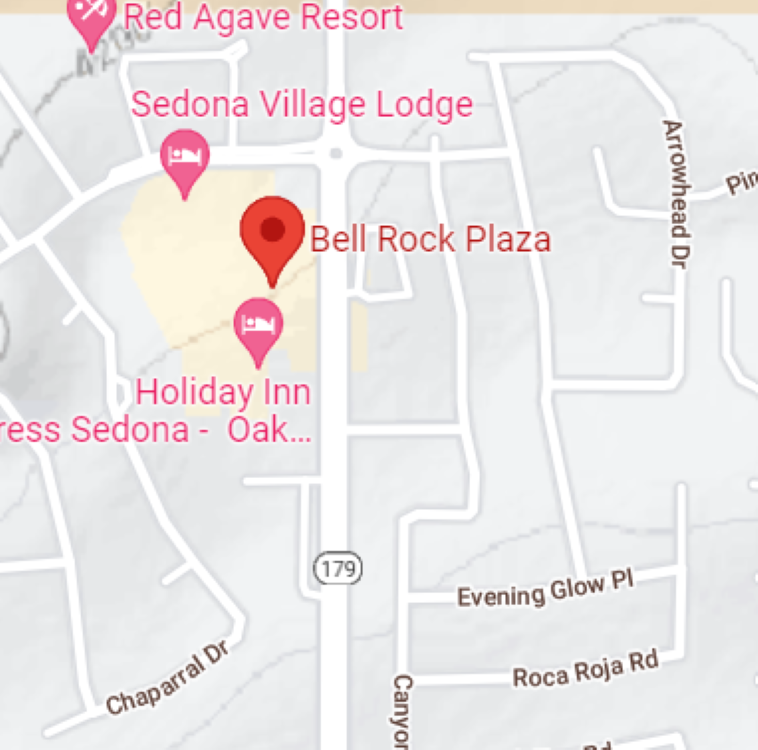 Red Agave Resort
Sedona Village Lodge
Arrowhead Dr
Bell Rock Plaza
Holiday Inn
ress Sedona - Oak...
179
Evening Glow Pl
Roca Roja Rd
Chaparral Dr
Canyon
Rd